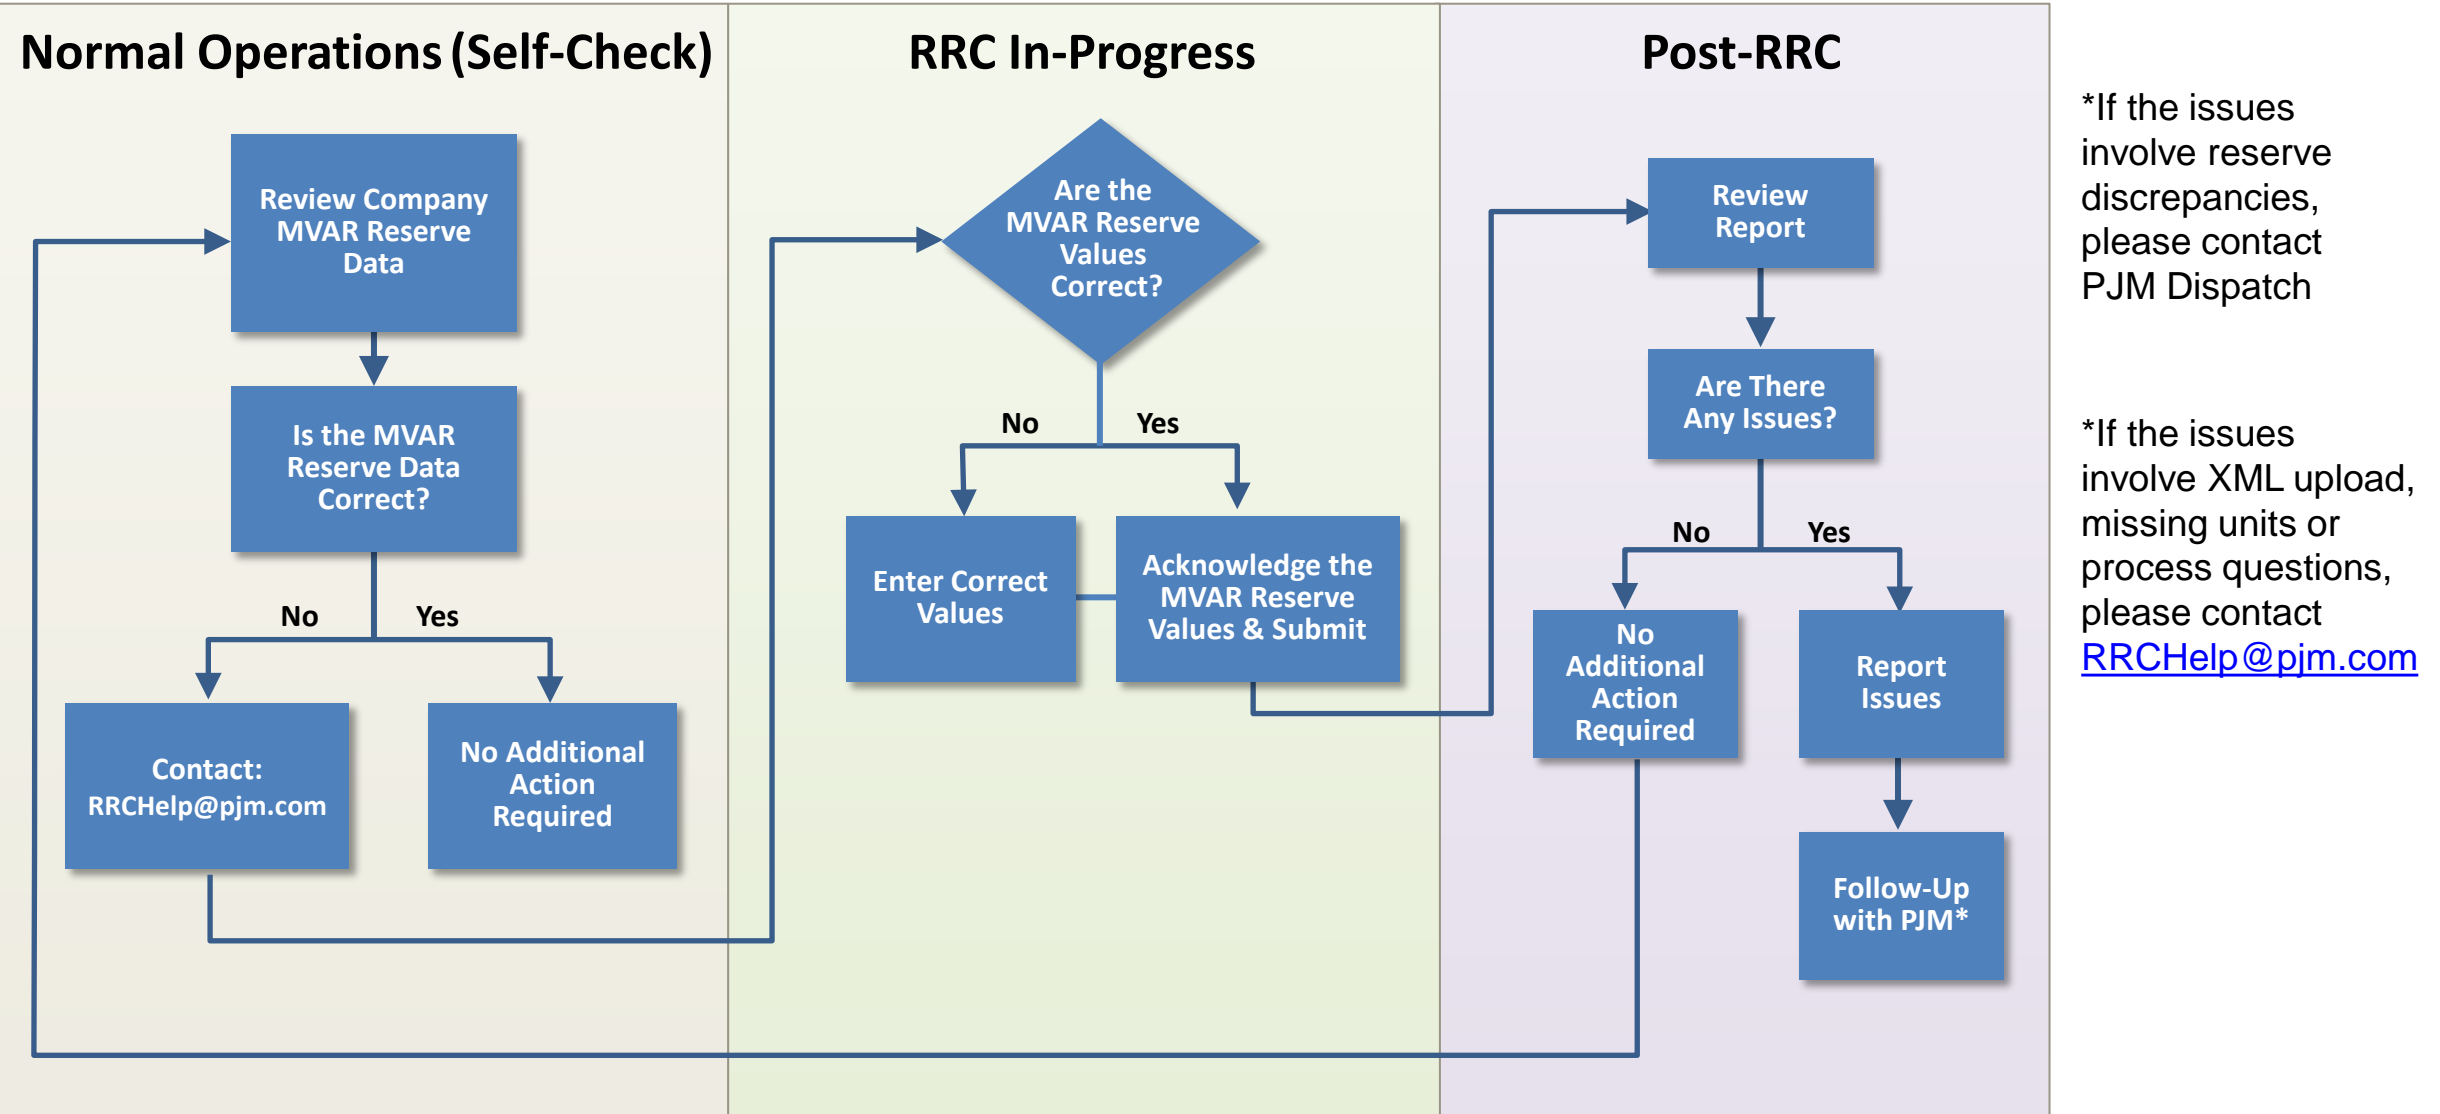 Normal Operations (Self-Check)
Review Company
MVAR Reserve
Data
Is the MVAR
Reserve Data
Correct?
No
Yes
Contact:
RRCHelp@pjm.com
No Additional
Action
Required
RRC In-Progress
Are the
MVAR Reserve
Values
Correct?
No
Yes
Enter Correct
Values
Acknowledge the
MVAR Reserve
Values & Submit
Post-RRC
Review
Report
Are There
Any Issues?
No
Yes
No
Additional
Action
Required
Report
Issues
Follow-Up
with PJM*
*If the issues
involve reserve
discrepancies,
please contact
PJM Dispatch
*If the issues
involve XML upload,
missing units or
process questions,
please contact
RRCHelp@pjm.com